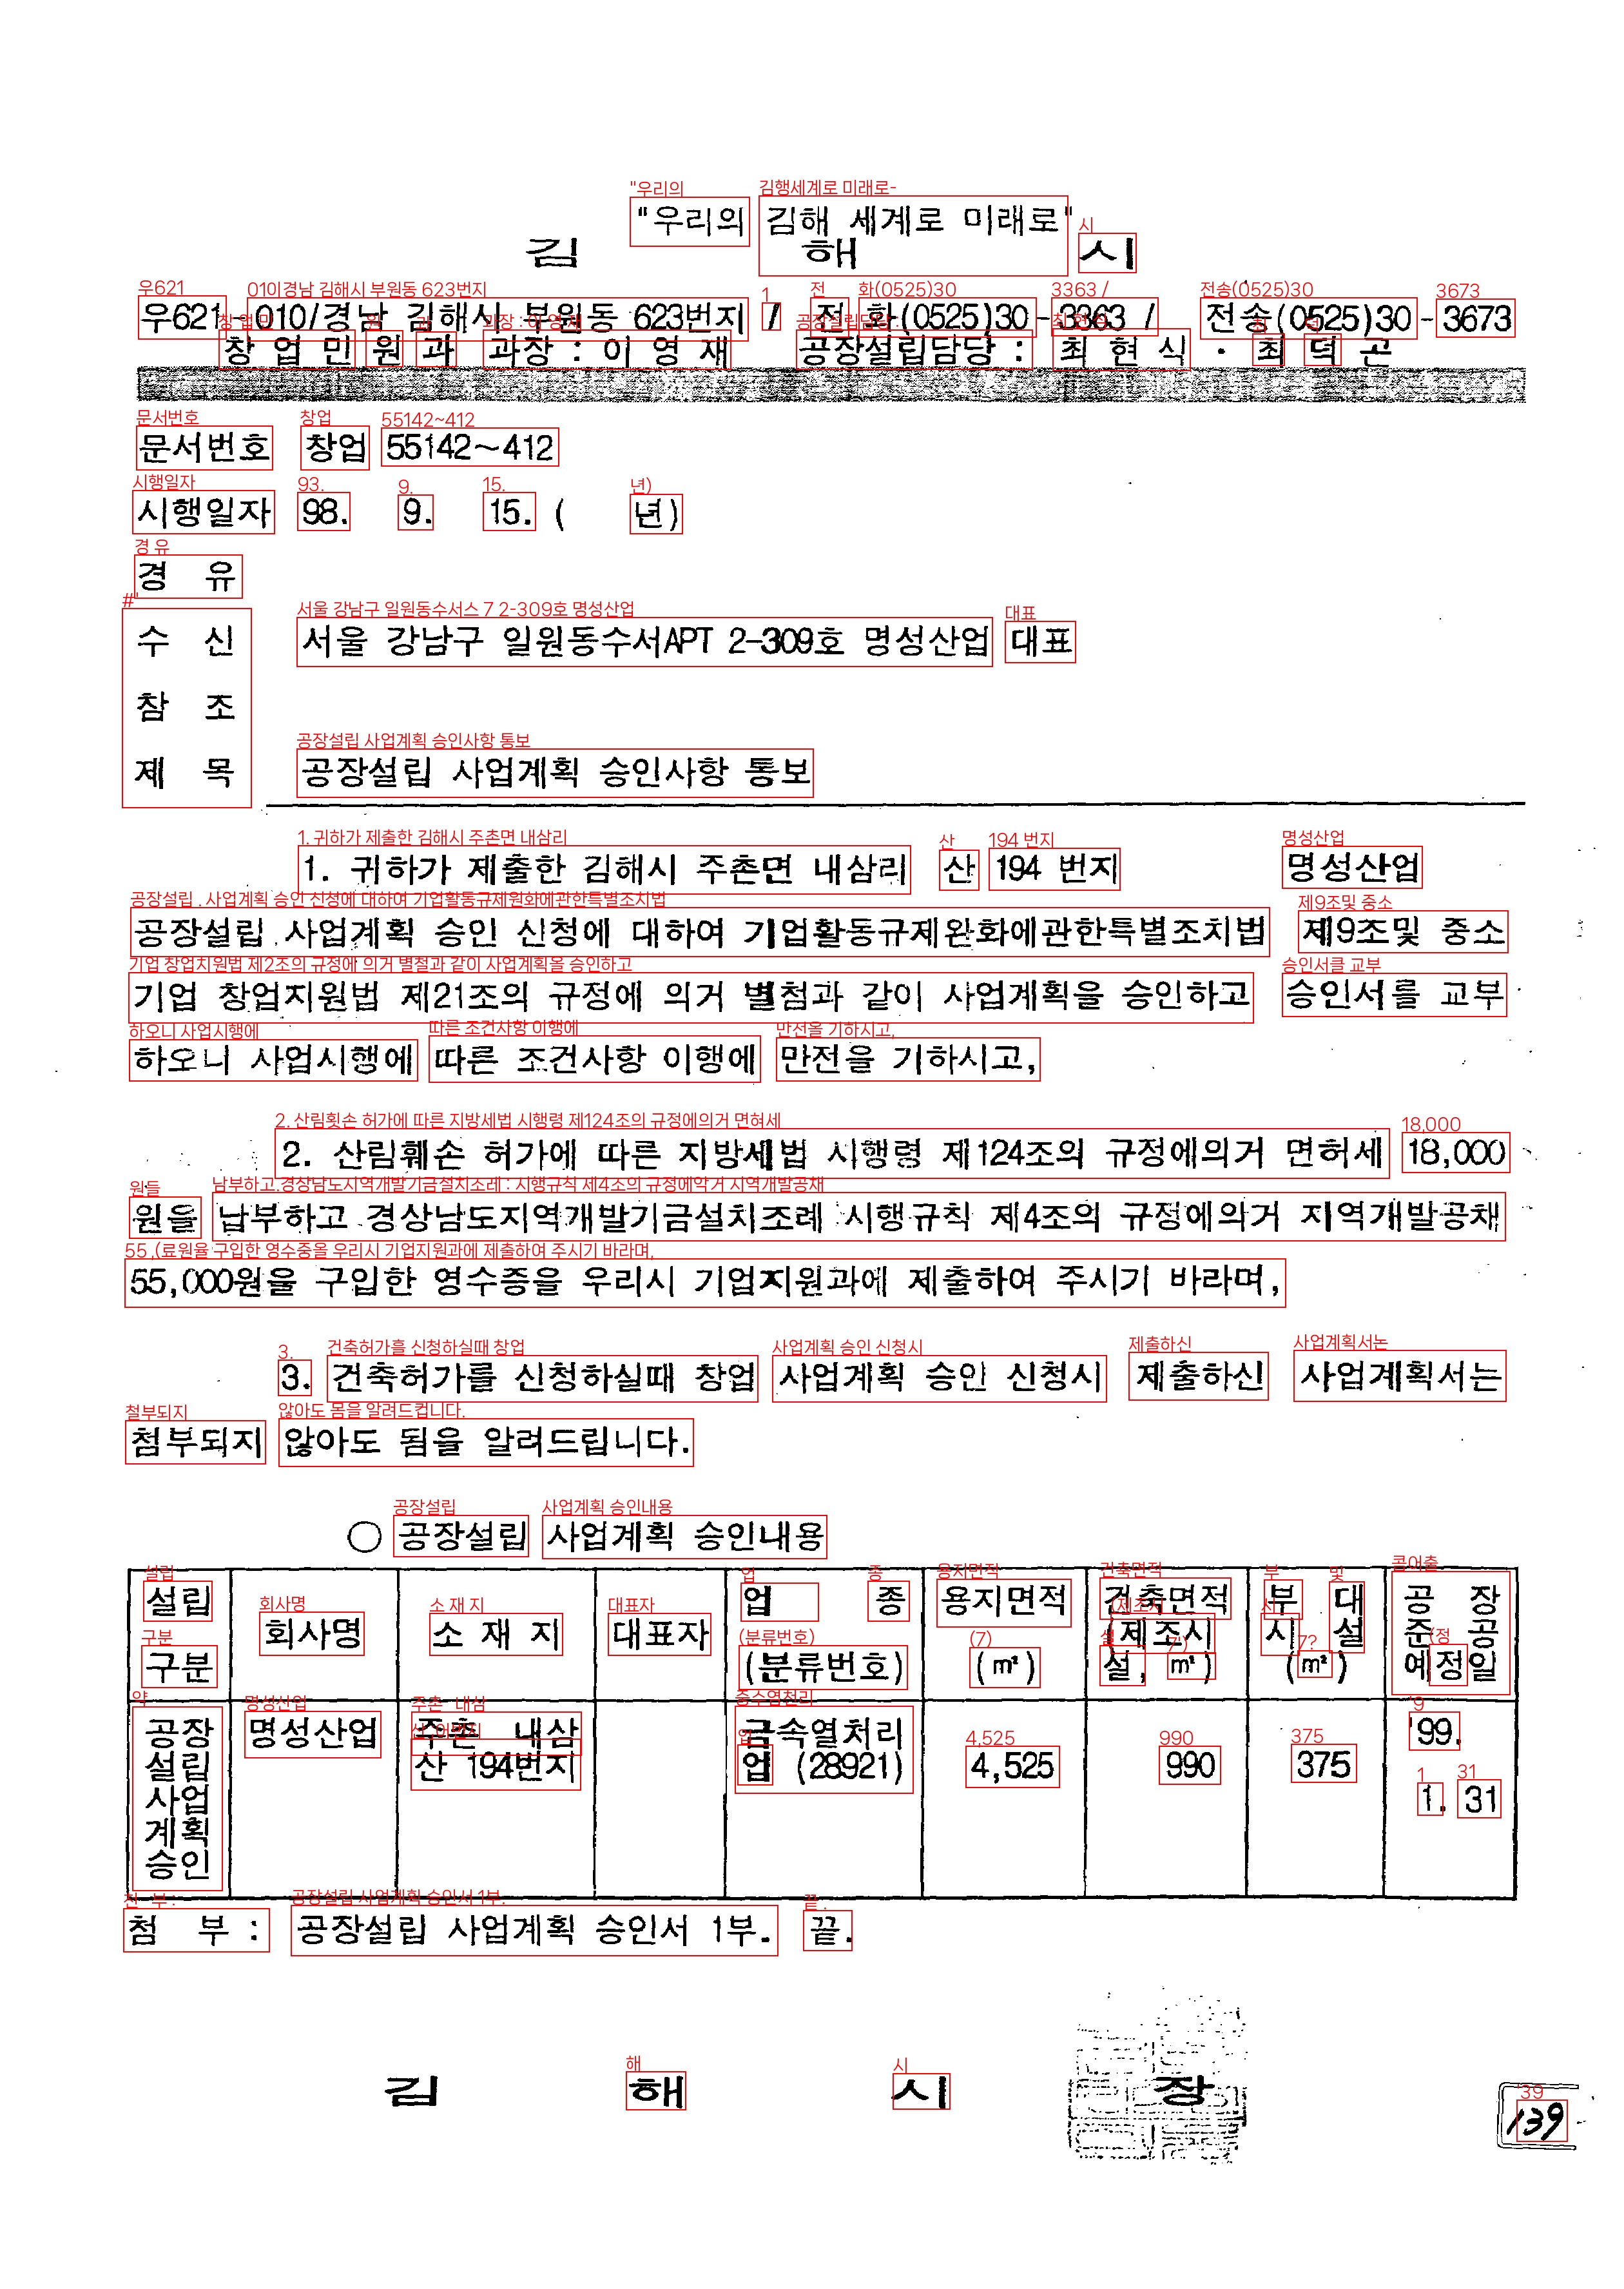 "우리의 김해 세계로 미래로"
김 해 시
우621-010/경남 김해시 부원동 623번지 / 전 화(0525)30-3363 / 전송(0525)30-3673
창 업 민 원 과 과장 : 이 영 재 공장설립담당 : 최 현 식 · 최 덕 곤
문서번호 창업 55142~412
시행일자 98. 9. 15. ( 년)
경 유
수 신 서울 강남구 일원동수서APT 2-309호 명성산업 대표
참 조
제 목 공장설립 사업계획 승인사항 통보
1. 귀하가 제출한 김해시 주촌면 내삼리 산 194 번지 명성산업
공장설립 사업계획 승인 신청에 대하여 기업활동규제완화에관한특별조치법 제9조및 중소
기업 창업지원법 제21조의 규정에 의거 별첨과 같이 사업계획을 승인하고 승인서를 교부
하오니 사업시행에 따른 조건사항 이행에 만전을 기하시고,
2. 산림훼손 허가에 따른 지방세법 시행령 제124조의 규정에의거 면허세 18,000
원을 납부하고 경상남도지역개발기금설치조례 시행규칙 제4조의 규정에의거 지역개발공채
55,000원을 구입한 영수증을 우리시 기업지원과에 제출하여 주시기 바라며,
3. 건축허가를 신청하실때 창업 사업계획 승인 신청시 제출하신 사업계획서는
첨부되지 않아도 됨을 알려드립니다.
○ 공장설립 사업계획 승인내용
설립 구분 회사명 소 재 지 대표자 업 종 (분류번호) 용지면적 (㎡) 건축면적 (제조시설, ㎡) 부대시설 (㎡) 공 장 준 공 예정일
공장설립사업계획승인 명성산업 주촌 내삼 산 194번지 금속열처리업 (28921) 4,525 990 375 '99. 1. 31
첨 부 : 공장설립 사업계획 승인서 1부. 끝.
김 해 시 장
139